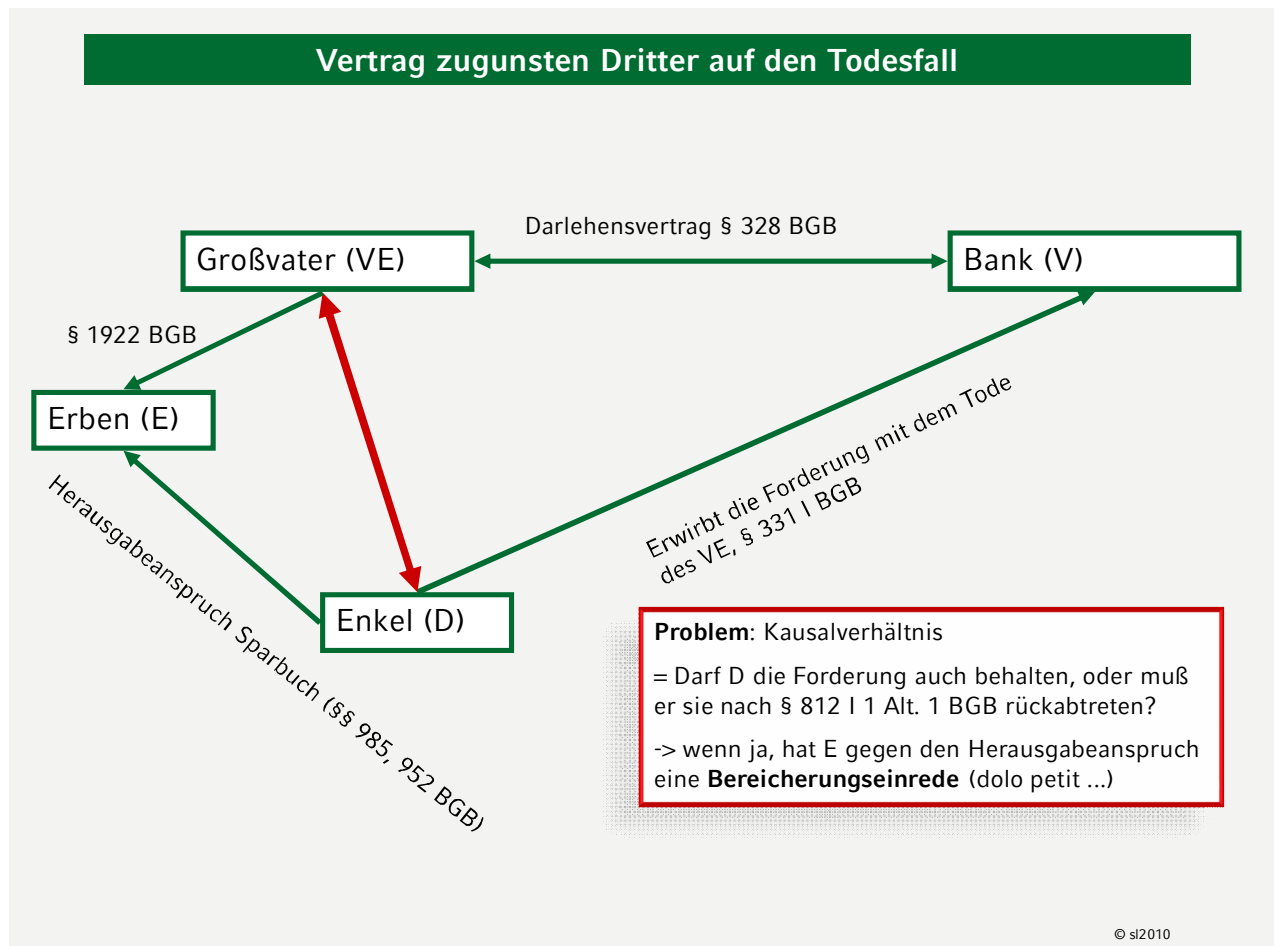 Vertrag zugunsten Dritter auf den Todesfall
Darlehensvertrag § 328 BGB
Großvater (VE)
Bank (V)
§ 1922 BGB
Erben (E)
Erwirbt die Forderung mit dem Tode
des VE, § 331 I BGB
Herausgabeanspruch Sparbuch (§§ 985, 952 BGB)
Enkel (D)
Problem: Kausalverhältnis
= Darf D die Forderung auch behalten, oder muß
er sie nach § 812 I 1 Alt. 1 BGB rückabtreten?
-> wenn ja, hat E gegen den Herausgabeanspruch
eine Bereicherungseinrede (dolo petit ...)
© sl2010